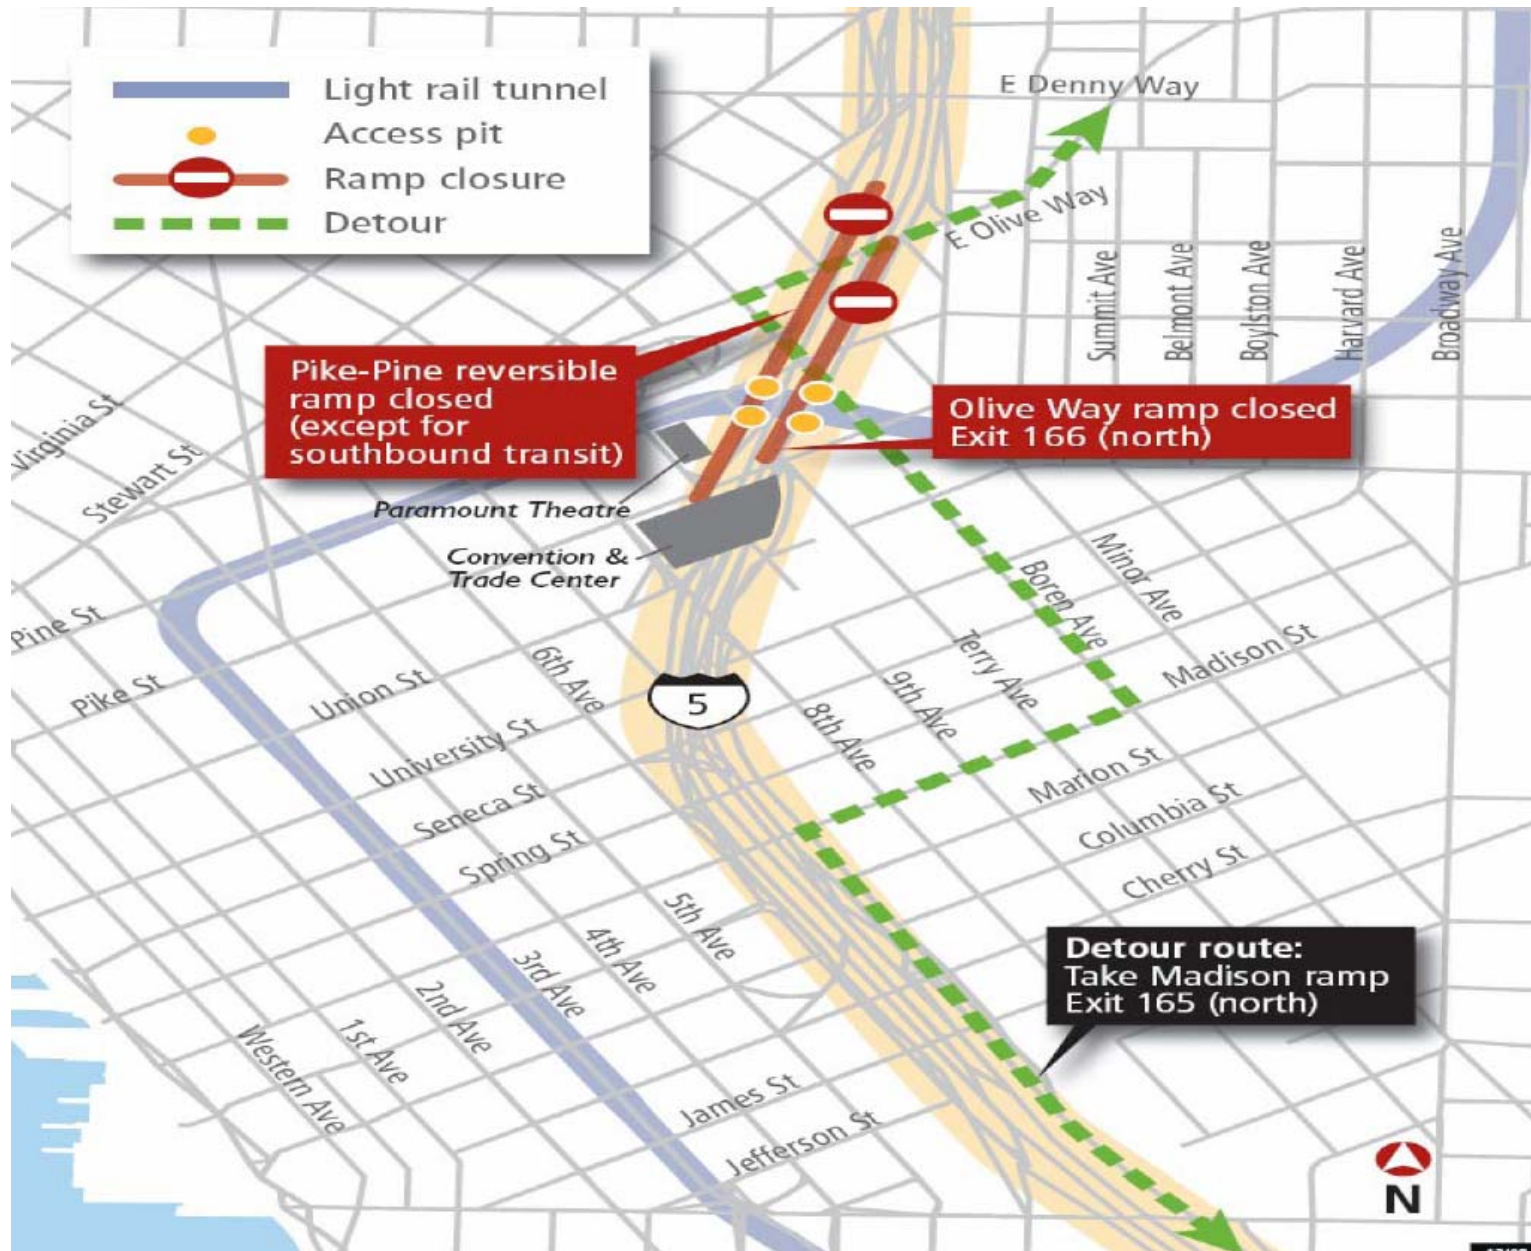 Light rail tunnel
Access pit
Ramp closure
Detour
E Denny Way
E Olive Way
Summit Ave
Belmont Ave
Boylston Ave
Harvard Ave
Broadway Ave
Pike-Pine reversible
ramp closed
(except for
southbound transit)
Olive Way ramp closed
Exit 166 (north)
Virginia St
Stewart St
Paramount Theatre
Convention &
Trade Center
Minor Ave
Boren Ave
Terry Ave
9th Ave
8th Ave
Madison St
Pine St
Pike St
Union St
6th Ave
5
University St
Seneca St
Spring St
Marion St
Columbia St
Cherry St
5th Ave
4th Ave
3rd Ave
2nd Ave
1st Ave
Western Ave
Detour route:
Take Madison ramp
Exit 165 (north)
James St
Jefferson St
N